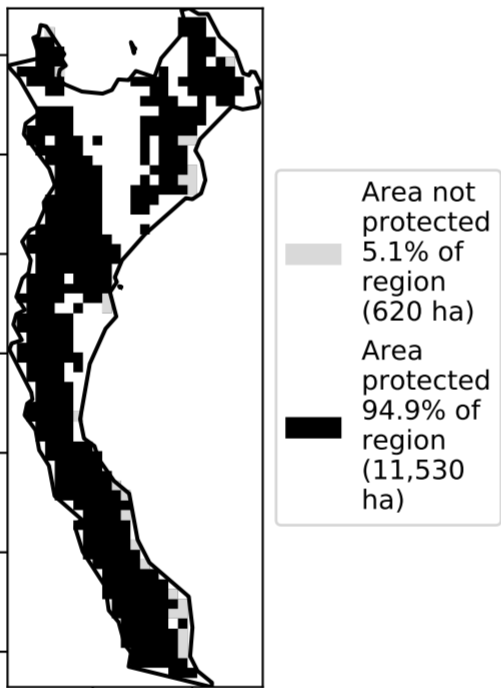 Area not
protected
5.1% of
region
(620 ha)
Area
protected
94.9% of
region
(11,530
ha)